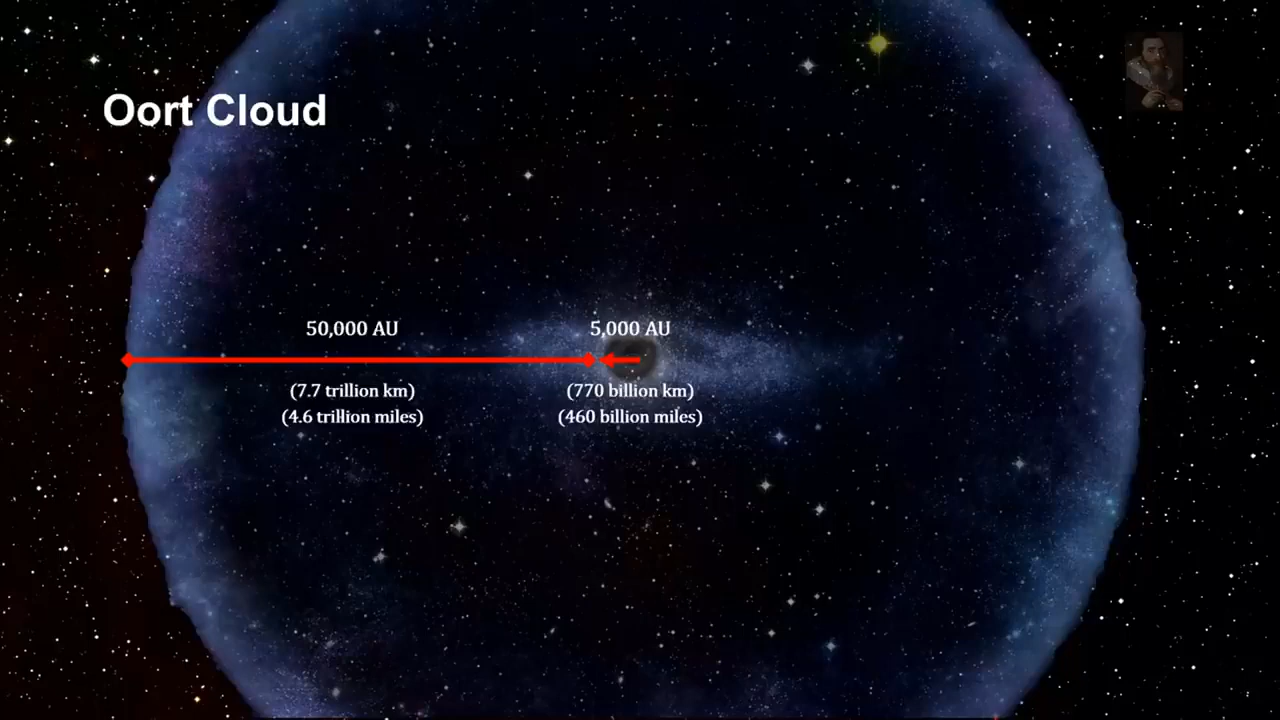 Oort Cloud
50,000 AU
5,000 AU
(7.7 trillion km)
(770 billion km)
(4.6 trillion miles)
(460 billion miles)